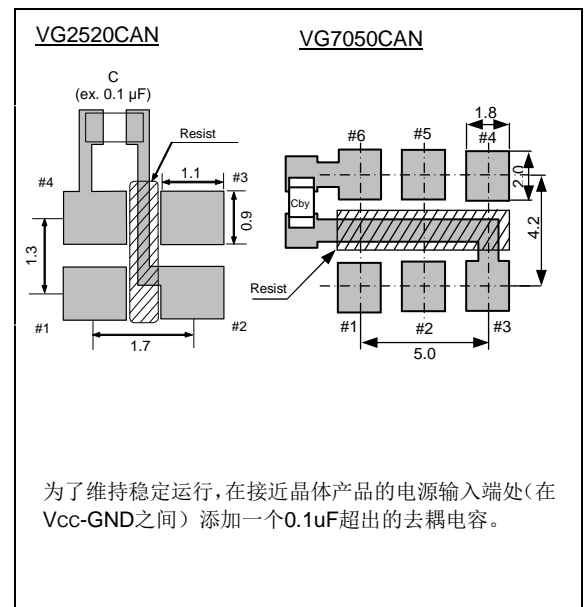 VG2520CAN
VG7050CAN
C
(ex. 0.1 µF)
Resist
#4
1.1
#3
0.9
1.3
#1
#2
1.7
#6
#5
#4
1.8
2.0
Cby
4.2
Resist
#1
#2
#3
5.0
为了维持稳定运行，在接近晶体产品的电源输入端处（在
Vcc-GND之间）添加一个0.1uF超出的去耦电容。